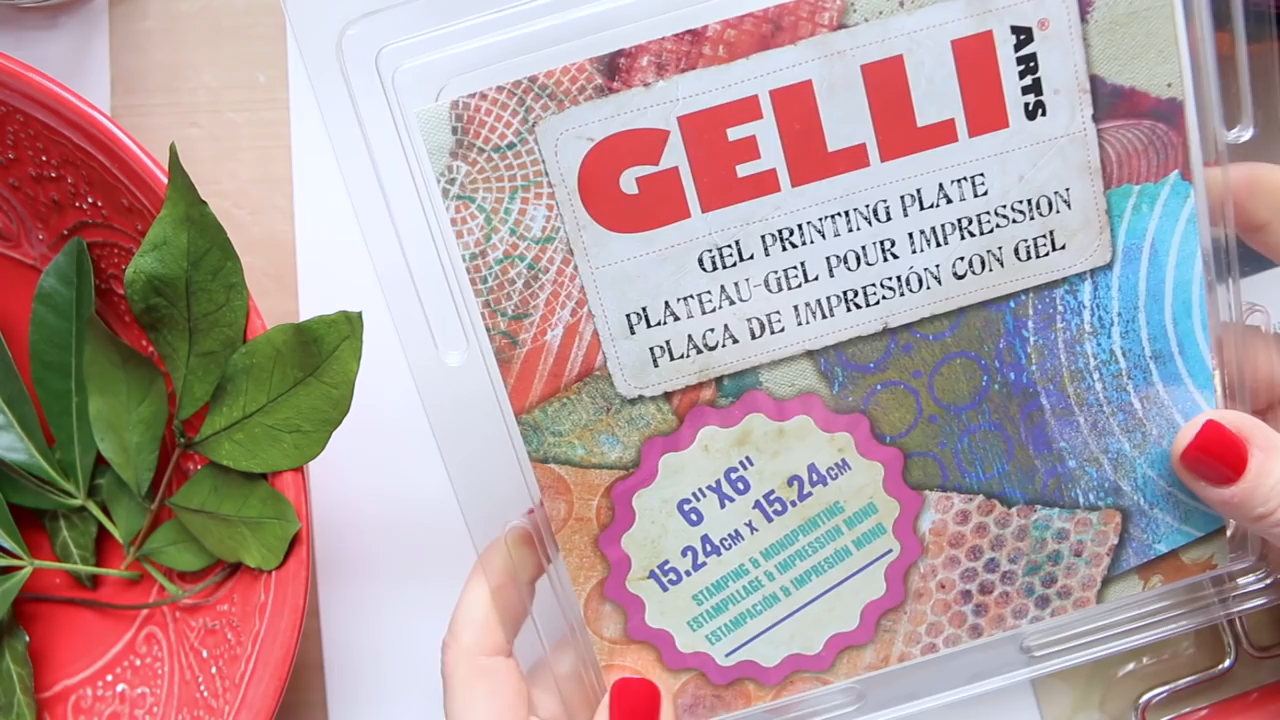 GELLI
ARTS®
GEL PRINTING PLATE
PLATEAU-GEL POUR IMPRESSION
PLACA DE IMPRESIÓN CON GEL
6"X6"
15.24CM X 15.24CM
STAMPING & MONOPRINTING
ESTAMPILLAGE & IMPRESSION MONO
ESTAMPACIÓN & IMPRESIÓN MONO